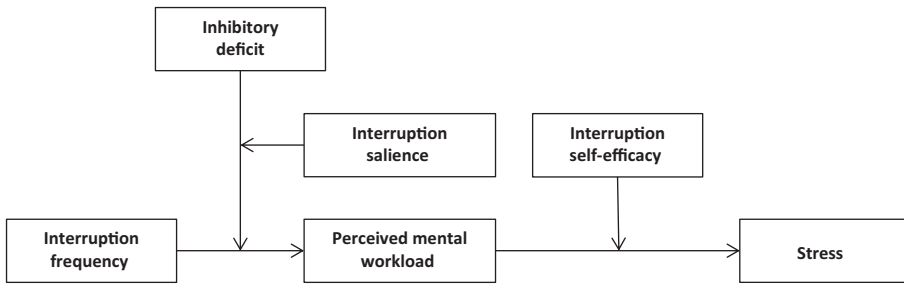 Inhibitory
deficit
Interruption
salience
Interruption
self-efficacy
Interruption
frequency
Perceived mental
workload
Stress